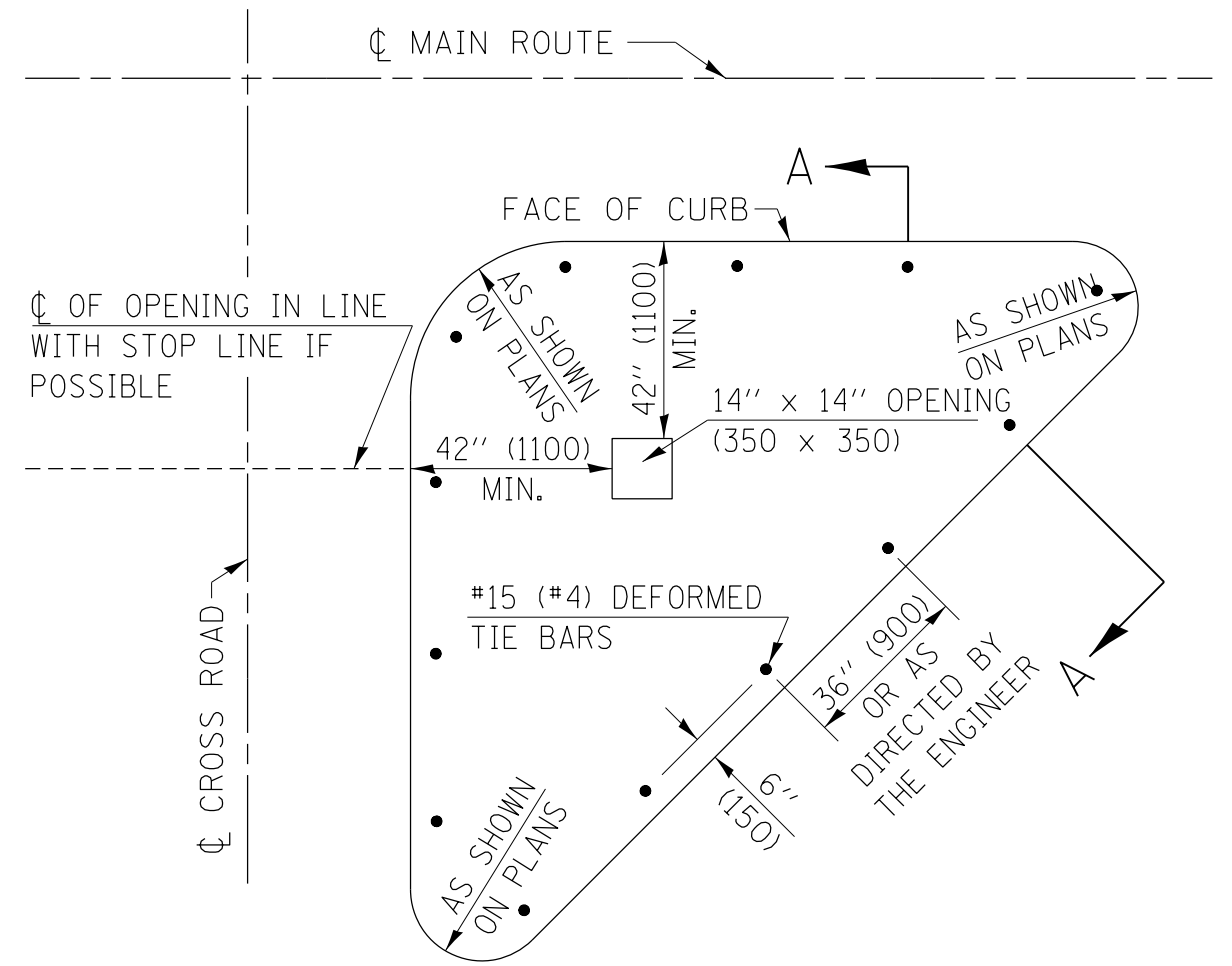 ℄ MAIN ROUTE
A
FACE OF CURB
℄ OF OPENING IN LINE
WITH STOP LINE IF
POSSIBLE
AS SHOWN
ON PLANS
42'' (1100)
MIN.
AS SHOWN
ON PLANS
14'' x 14'' OPENING
(350 x 350)
42'' (1100)
MIN.
#15 (#4) DEFORMED
TIE BARS
36'' (900)
OR AS
DIRECTED BY
THE ENGINEER
A
℄ CROSS ROAD
6''
(150)
AS SHOWN
ON PLANS